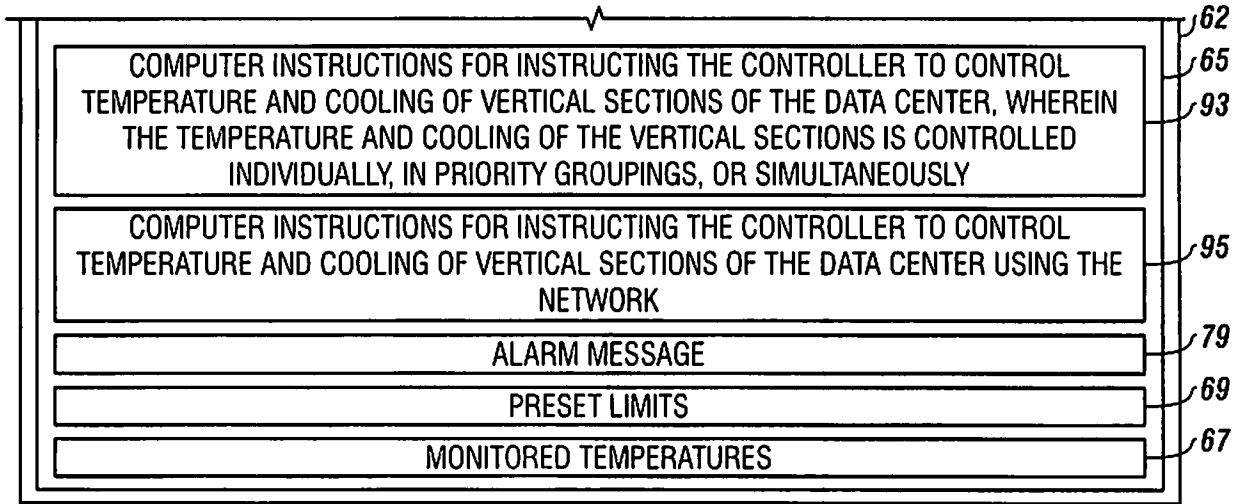 62
65
COMPUTER INSTRUCTIONS FOR INSTRUCTING THE CONTROLLER TO CONTROL
TEMPERATURE AND COOLING OF VERTICAL SECTIONS OF THE DATA CENTER, WHEREIN
THE TEMPERATURE AND COOLING OF THE VERTICAL SECTIONS IS CONTROLLED
INDIVIDUALLY, IN PRIORITY GROUPINGS, OR SIMULTANEOUSLY
93
COMPUTER INSTRUCTIONS FOR INSTRUCTING THE CONTROLLER TO CONTROL
TEMPERATURE AND COOLING OF VERTICAL SECTIONS OF THE DATA CENTER USING THE
NETWORK
95
ALARM MESSAGE
79
PRESET LIMITS
69
MONITORED TEMPERATURES
67